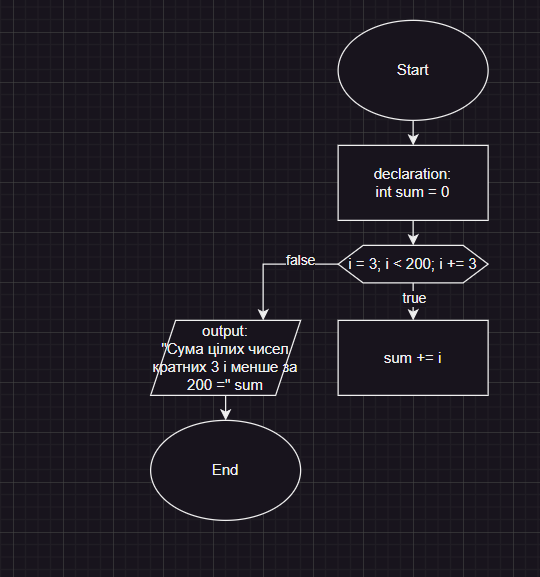 Start
declaration:
int sum = 0
i = 3; i < 200; i += 3
false
true
output:
"Сума цілих чисел
кратних 3 і менше за
200 =" sum
sum += i
End